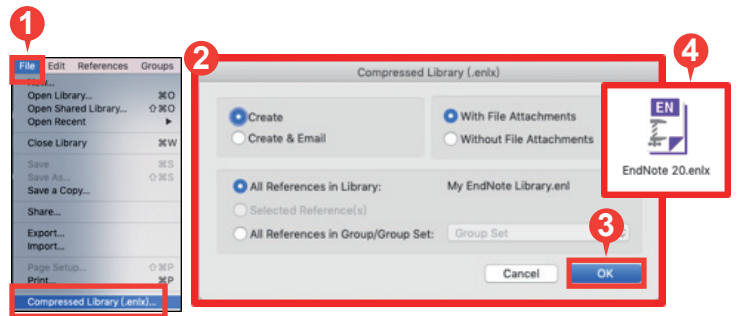 1
File Edit References Groups
New...
Open Library... ⌘O
Open Shared Library... ⇧⌘O
Open Recent ▶
Close Library ⌘W
Save ⌘S
Save As... ⇧⌘S
Save a Copy...
Share...
Export...
Import...
Page Setup... ⇧⌘P
Print... ⌘P
Compressed Library (.enlx)...
2
Compressed Library (.enlx)
Create
Create & Email
With File Attachments
Without File Attachments
All References in Library: My EndNote Library.enl
Selected Reference(s)
All References in Group/Group Set: Group Set
3
Cancel OK
4
EN
EndNote 20.enlx